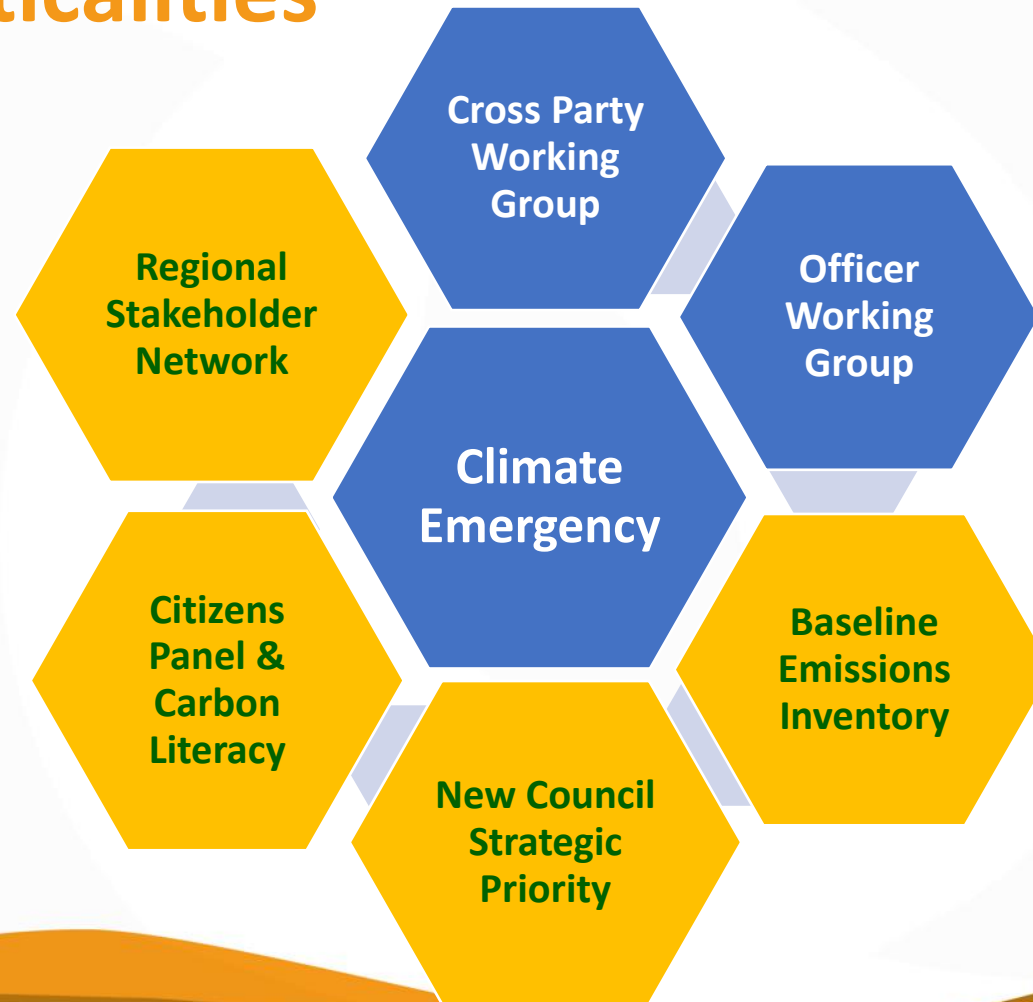 Cross Party
Working
Group
Officer
Working
Group
Regional
Stakeholder
Network
Climate
Emergency
Baseline
Emissions
Inventory
Citizens
Panel &
Carbon
Literacy
New Council
Strategic
Priority